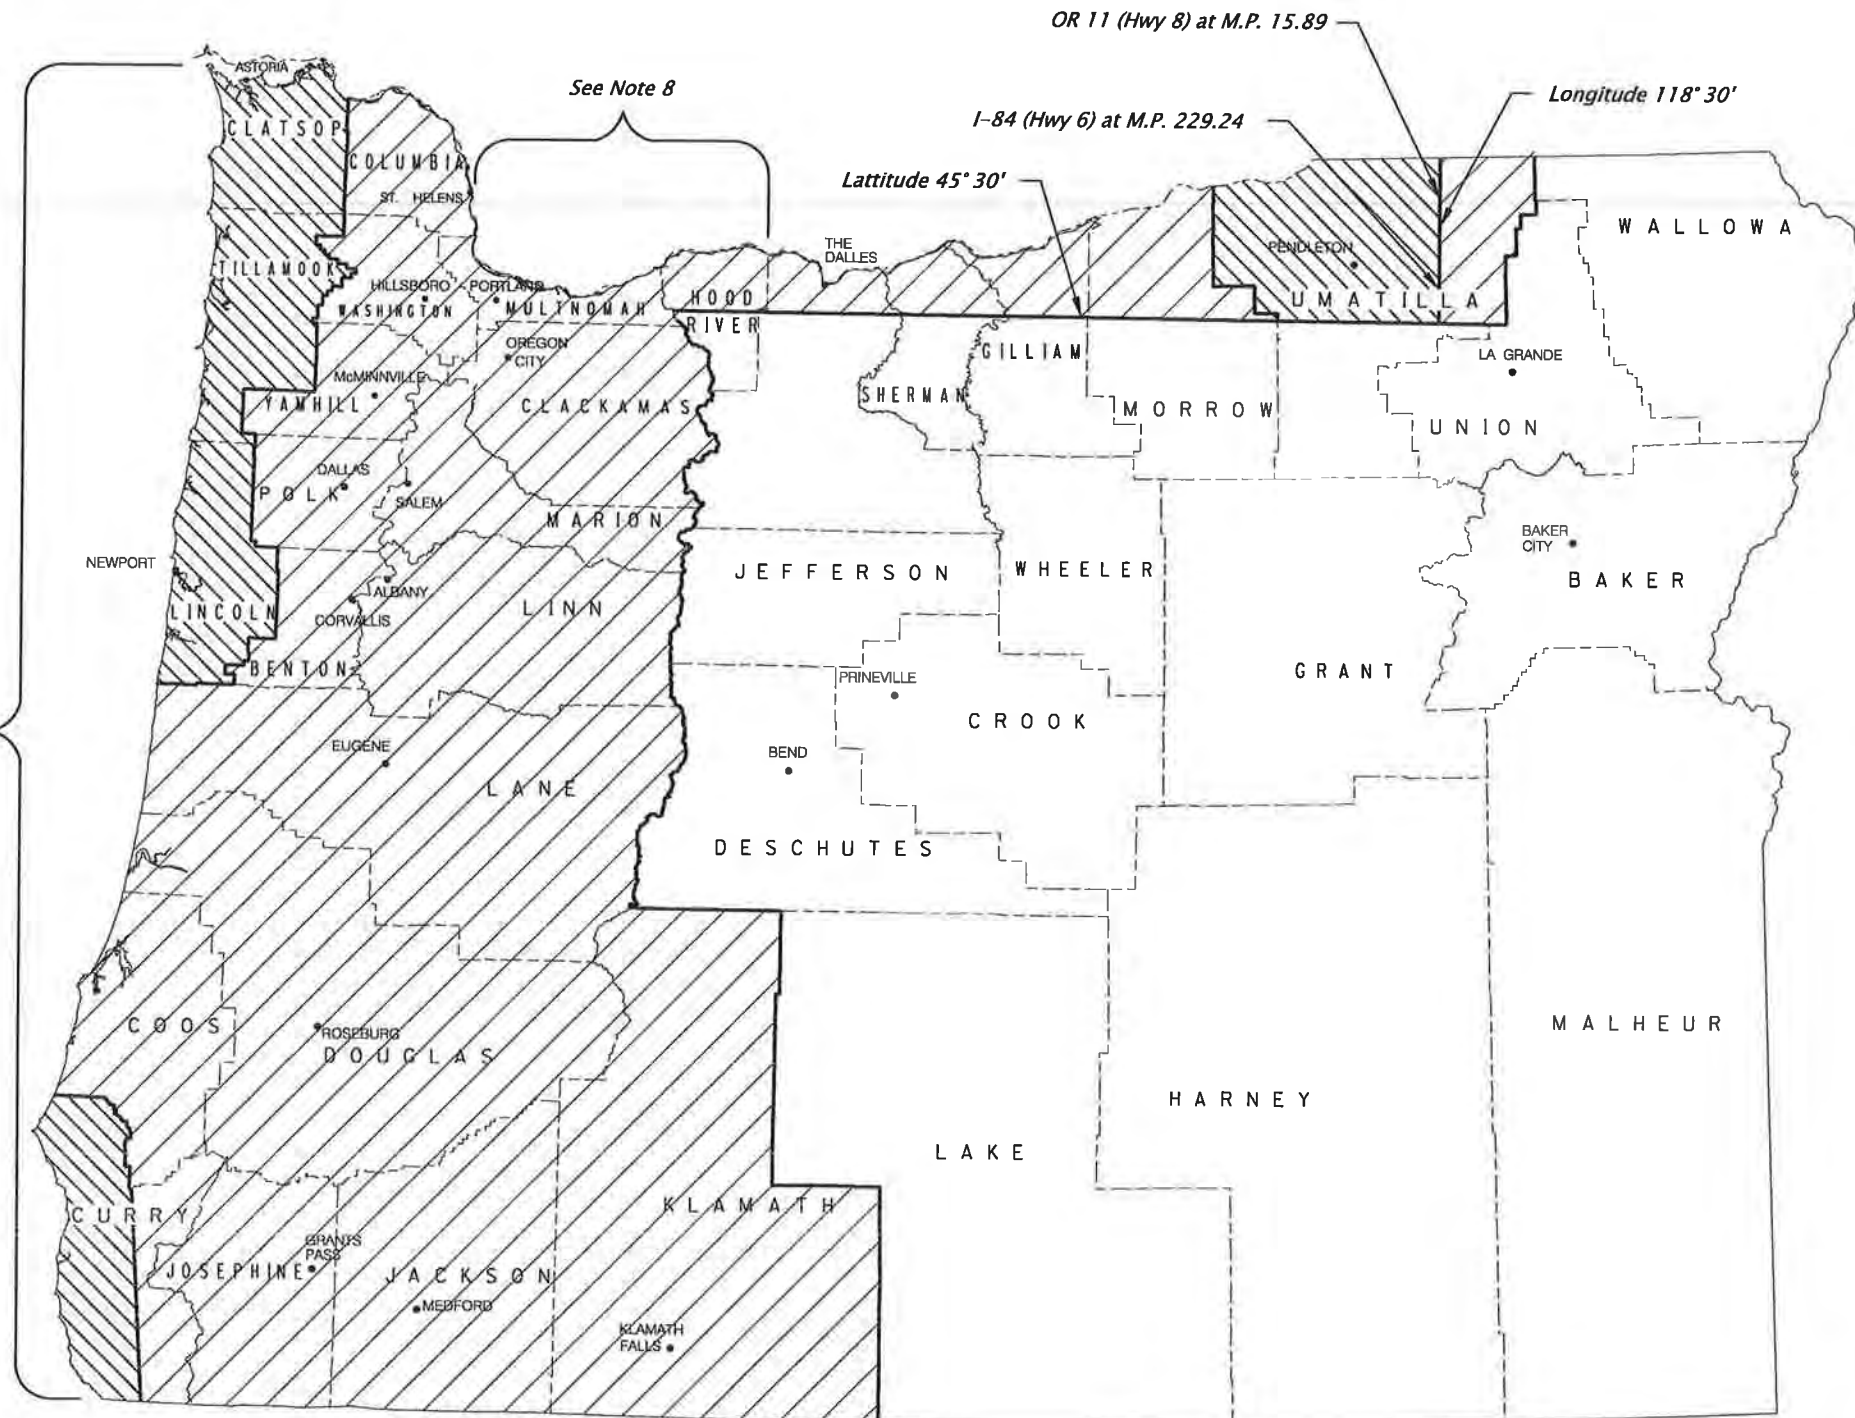 OR 11 (Hwy 8) at M.P. 15.89
ASTORIA
See Note 8
Longitude 118° 30'
I-84 (Hwy 6) at M.P. 229.24
CLATSOP
COLUMBIA
Lattitude 45° 30'
ST. HELENS
WALLOWA
THE
DALLES
PENDLETON
TILLAMOOK
HILLSBORO
PORTLAND
HOOD
RIVER
UMATILLA
WASHINGTON
MULTNOMAH
OREGON
CITY
GILLIAM
LA GRANDE
McMINNVILLE
YAMHILL
CLACKAMAS
SHERMAN
MORROW
UNION
DALLAS
POLK
SALEM
MARION
BAKER
CITY
NEWPORT
JEFFERSON
WHEELER
BAKER
ALBANY
LINCOLN
CORVALLIS
LINN
BENTON
GRANT
PRINEVILLE
CROOK
EUGENE
BEND
LANE
DESCHUTES
COOS
ROSEBURG
DOUGLAS
MALHEUR
HARNEY
LAKE
CURRY
KLAMATH
GRANTS
PASS
JOSEPHINE
JACKSON
MEDFORD
KLAMATH
FALLS